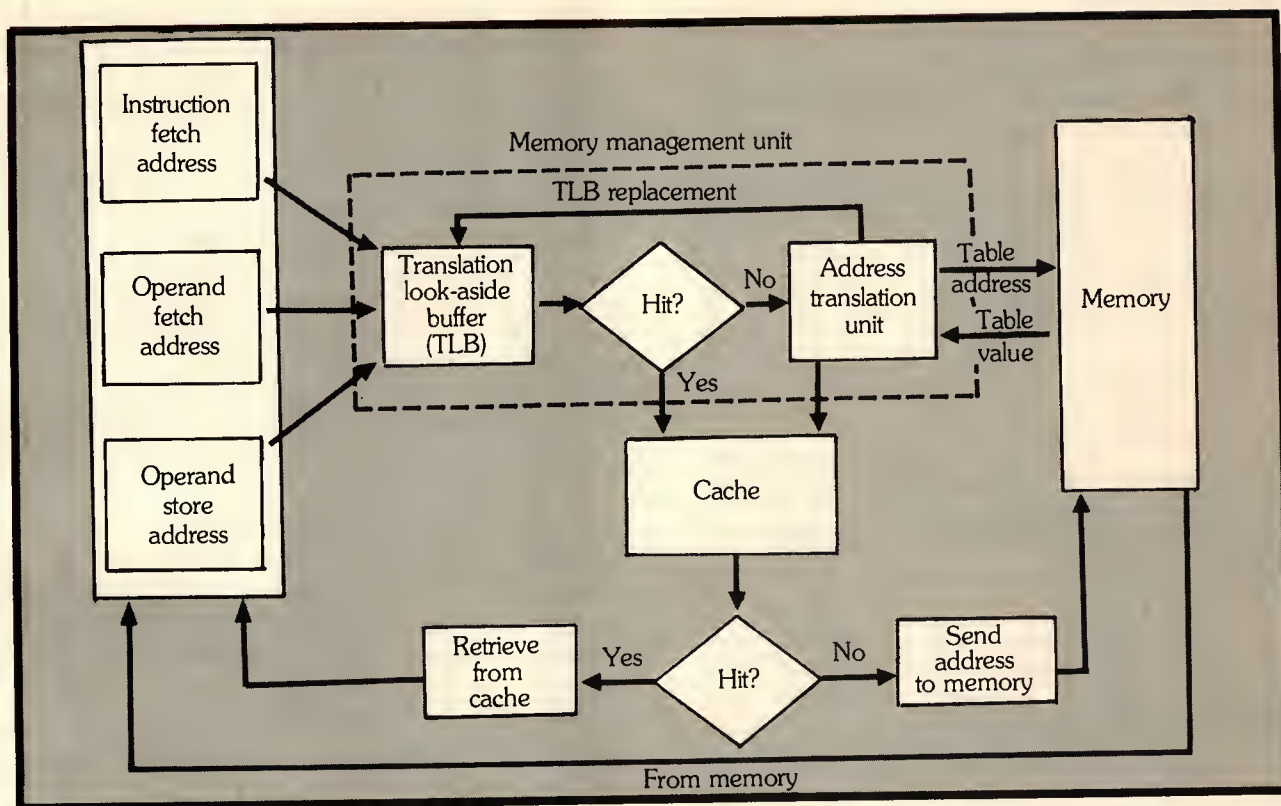 Instruction
fetch
address
Operand
fetch
address
Operand
store
address
Memory management unit
TLB replacement
Translation
look-aside
buffer
(TLB)
Hit?
No
Yes
Address
translation
unit
Table
address
Table
value
Memory
Cache
Hit?
Yes
No
Retrieve
from
cache
Send
address
to memory
From memory